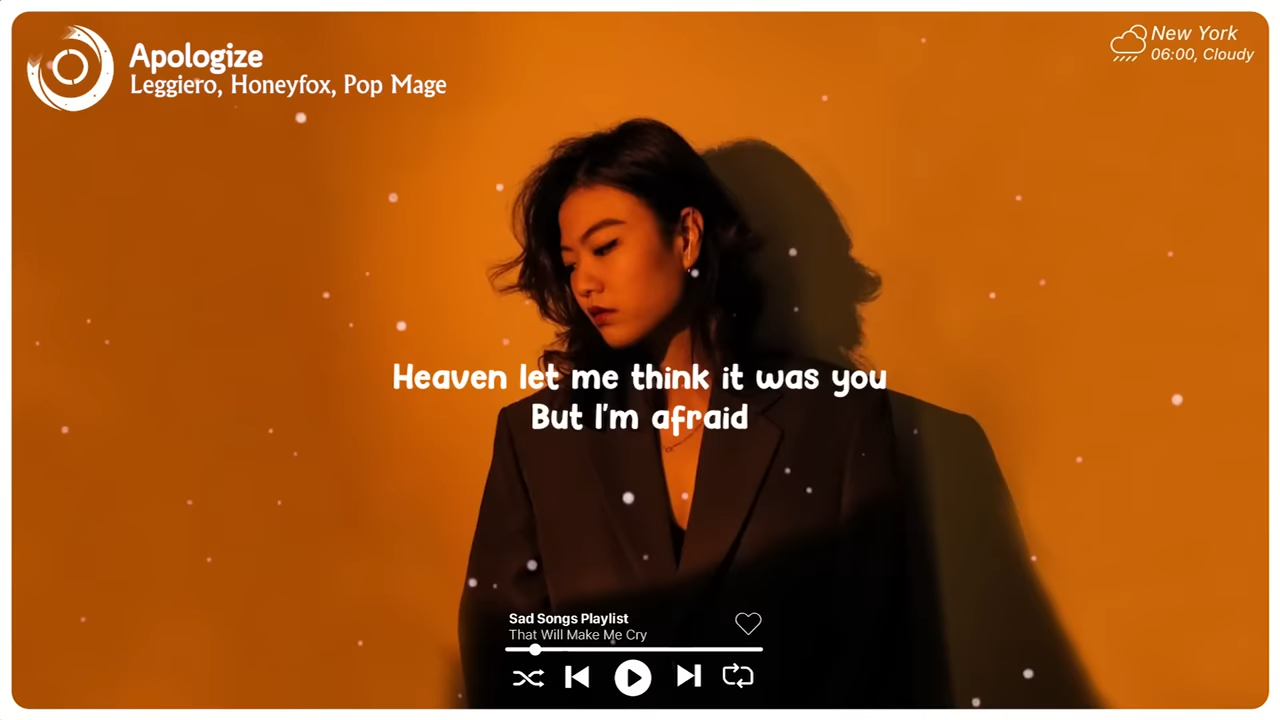 Apologize
Leggiero, Honeyfox, Pop Mage
New York
06:00, Cloudy
Heaven let me think it was you
But I'm afraid
Sad Songs Playlist
That Will Make Me Cry